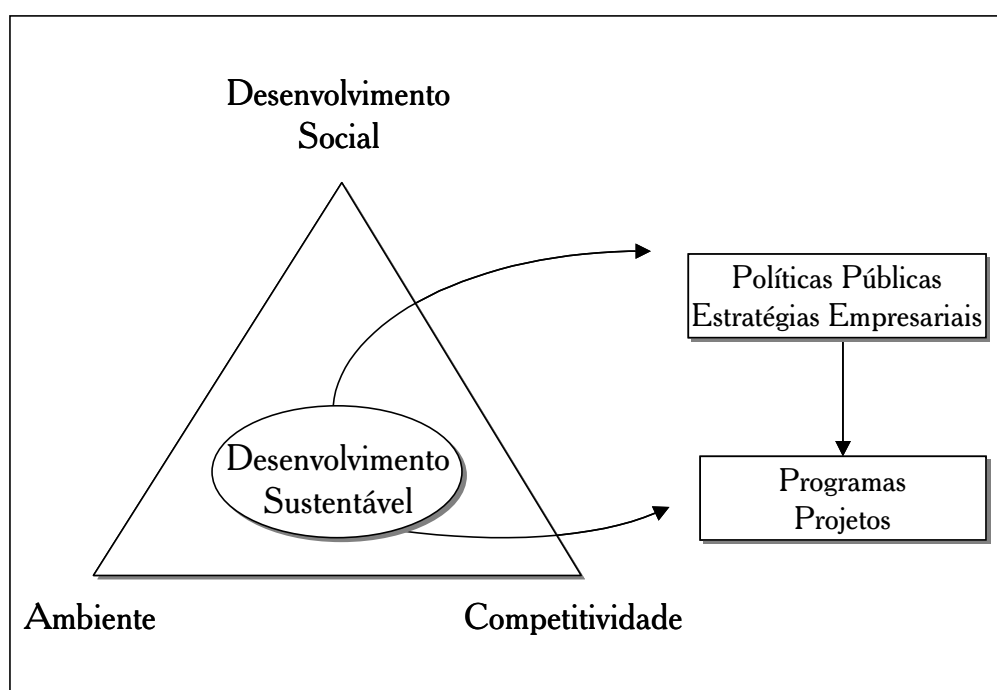 Desenvolvimento
Social
Políticas Públicas
Estratégias Empresariais
Desenvolvimento
Sustentável
Programas
Projetos
Ambiente
Competitividade